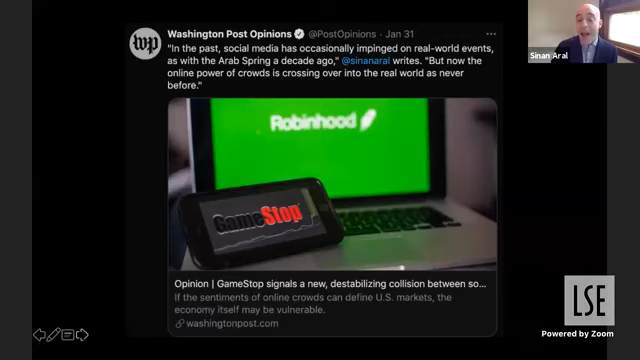 Washington Post Opinions @PostOpinions · Jan 31 ...
"In the past, social media has occasionally impinged on real-world events,
as with the Arab Spring a decade ago," @sinanaral writes. "But now the
online power of crowds is crossing over into the real world as never
before."
wp
Robinhood
GameStop
Opinion | GameStop signals a new, destabilizing collision between so...
If the sentiments of online crowds can define U.S. markets, the
economy itself may be vulnerable.
washingtonpost.com
Sinan Aral
LSE
Powered by Zoom